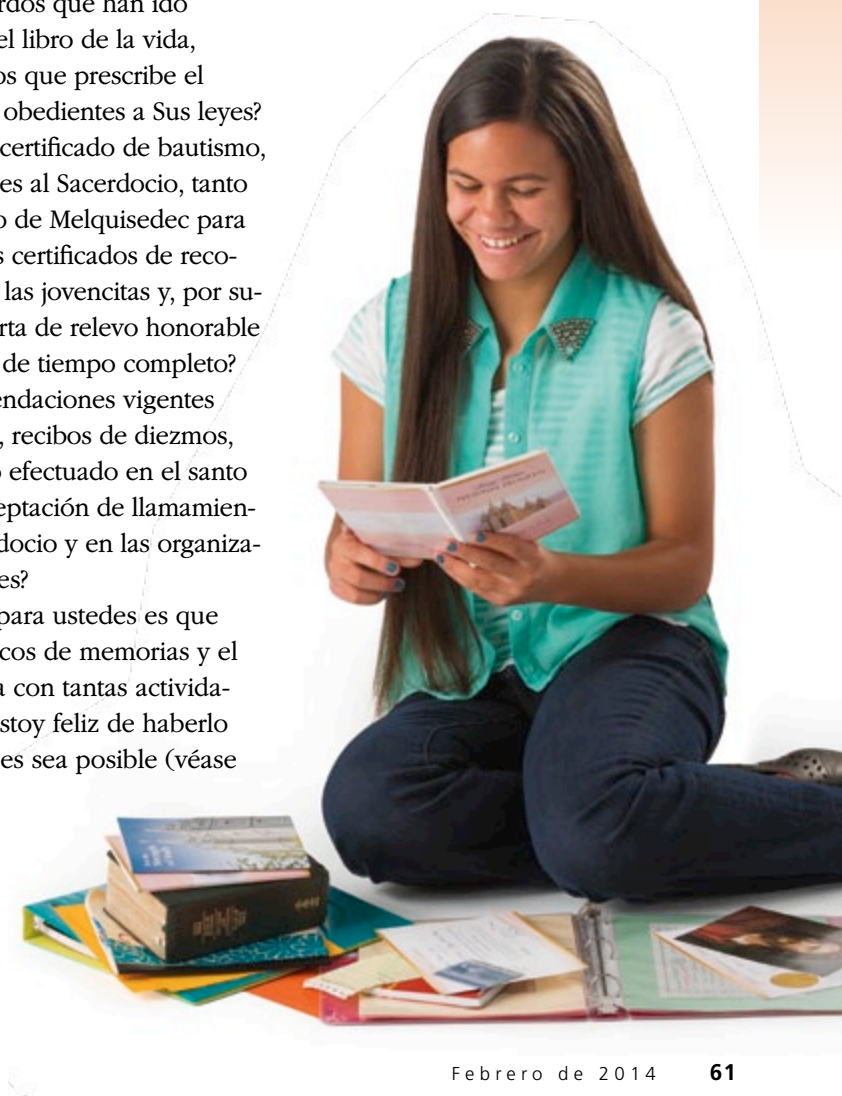 rdos que han ido
el libro de la vida,
os que prescribe el
obedientes a Sus leyes?
certificado de bautismo,
es al Sacerdocio, tanto
o de Melquisedec para
s certificados de reco-
las jovencitas y, por su-
rta de relevo honorable
de tiempo completo?
endaciones vigentes
, recibos de diezmos,
o efectuado en el santo
eptación de llamamien-
docio y en las organiza-
es?
para ustedes es que
cos de memorias y el
a con tantas activida-
stoy feliz de haberlo
es sea posible (véase
Febrero de 2014 61